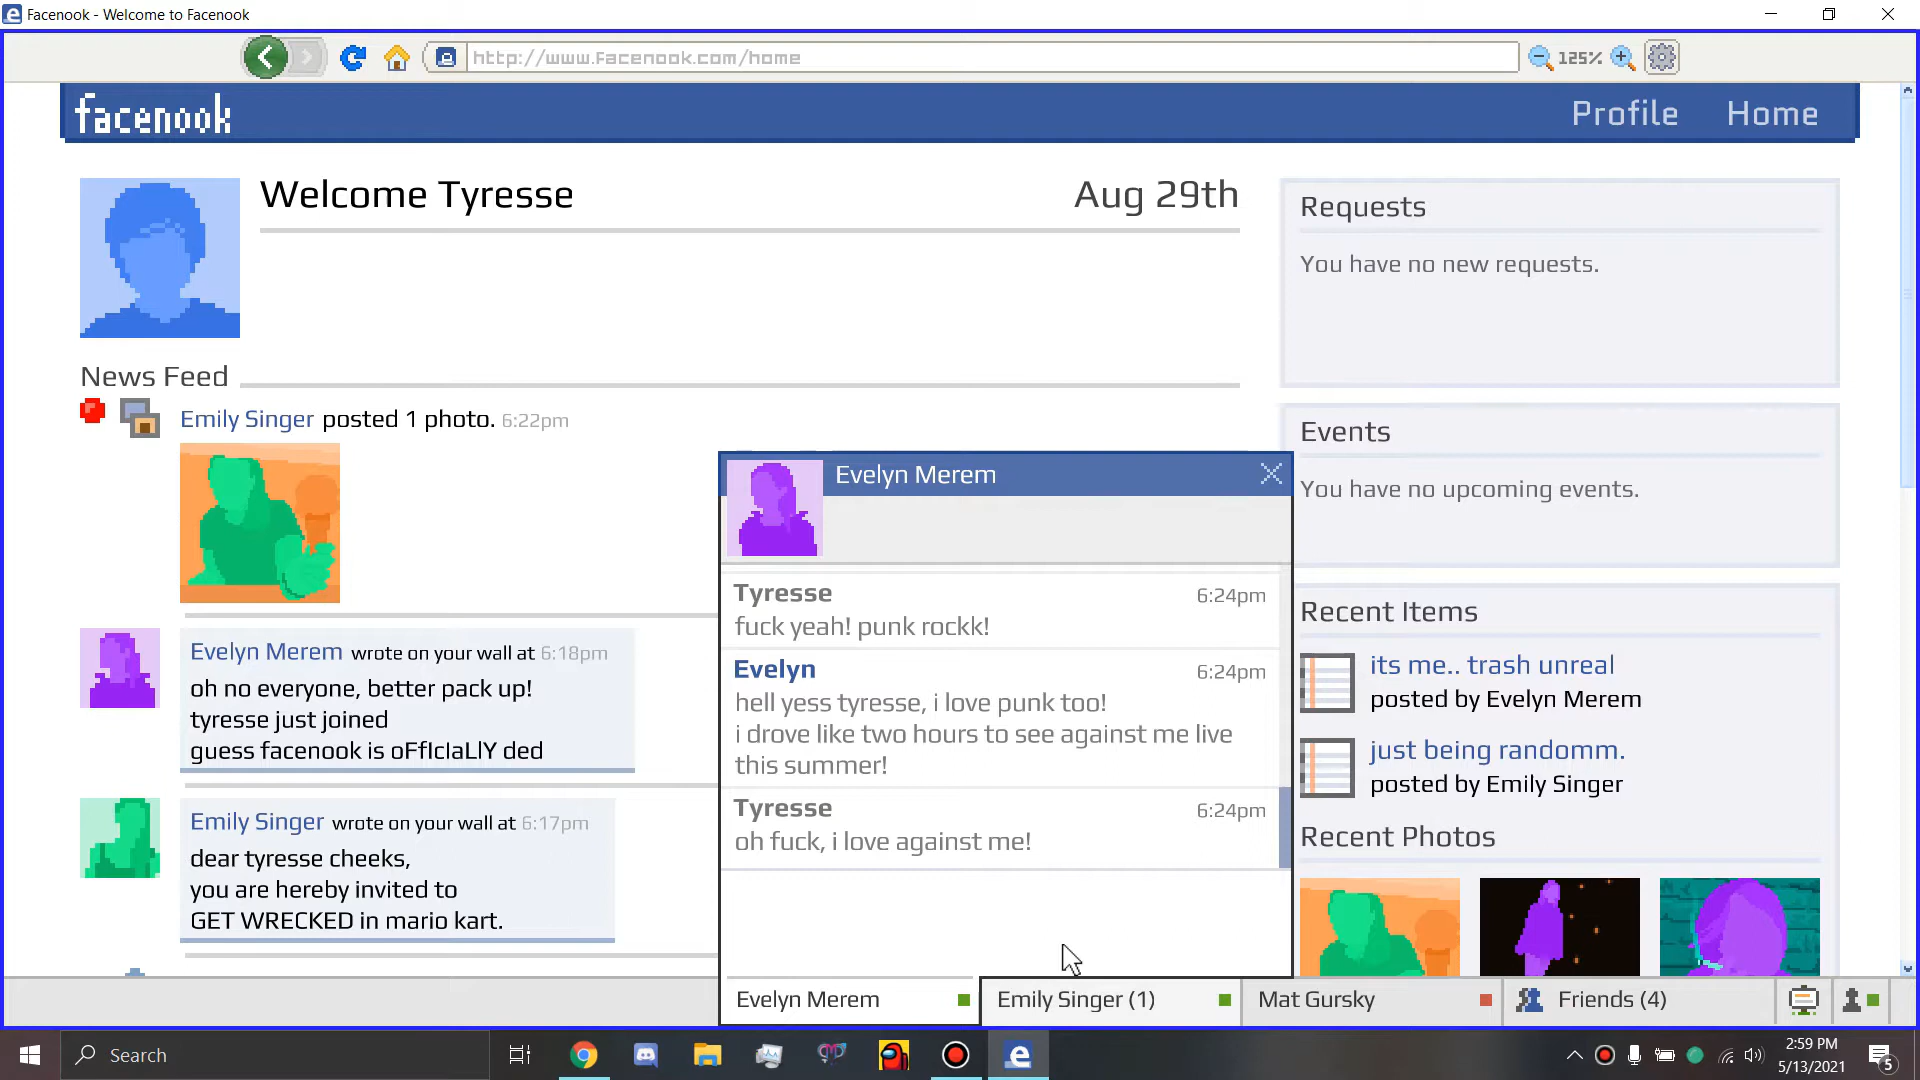 Facenook - Welcome to Facenook
http://www.facenook.com/home
125%
facenook
Profile
Home
Welcome Tyresse
Aug 29th
News Feed
Emily Singer posted 1 photo. 6:22pm
Evelyn Merem wrote on your wall at 6:18pm
oh no everyone, better pack up!
tyresse just joined
guess facenook is oFfIcIaLlY ded
Emily Singer wrote on your wall at 6:17pm
dear tyresse cheeks,
you are hereby invited to
GET WRECKED in mario kart.
Evelyn Merem
Tyresse 6:24pm
fuck yeah! punk rockk!
Evelyn 6:24pm
hell yess tyresse, i love punk too!
i drove like two hours to see against me live
this summer!
Tyresse 6:24pm
oh fuck, i love against me!
Requests
You have no new requests.
Events
You have no upcoming events.
Recent Items
its me.. trash unreal
posted by Evelyn Merem
just being randomm.
posted by Emily Singer
Recent Photos
Evelyn Merem
Emily Singer (1)
Mat Gursky
Friends (4)
Search
2:59 PM
5/13/2021
5